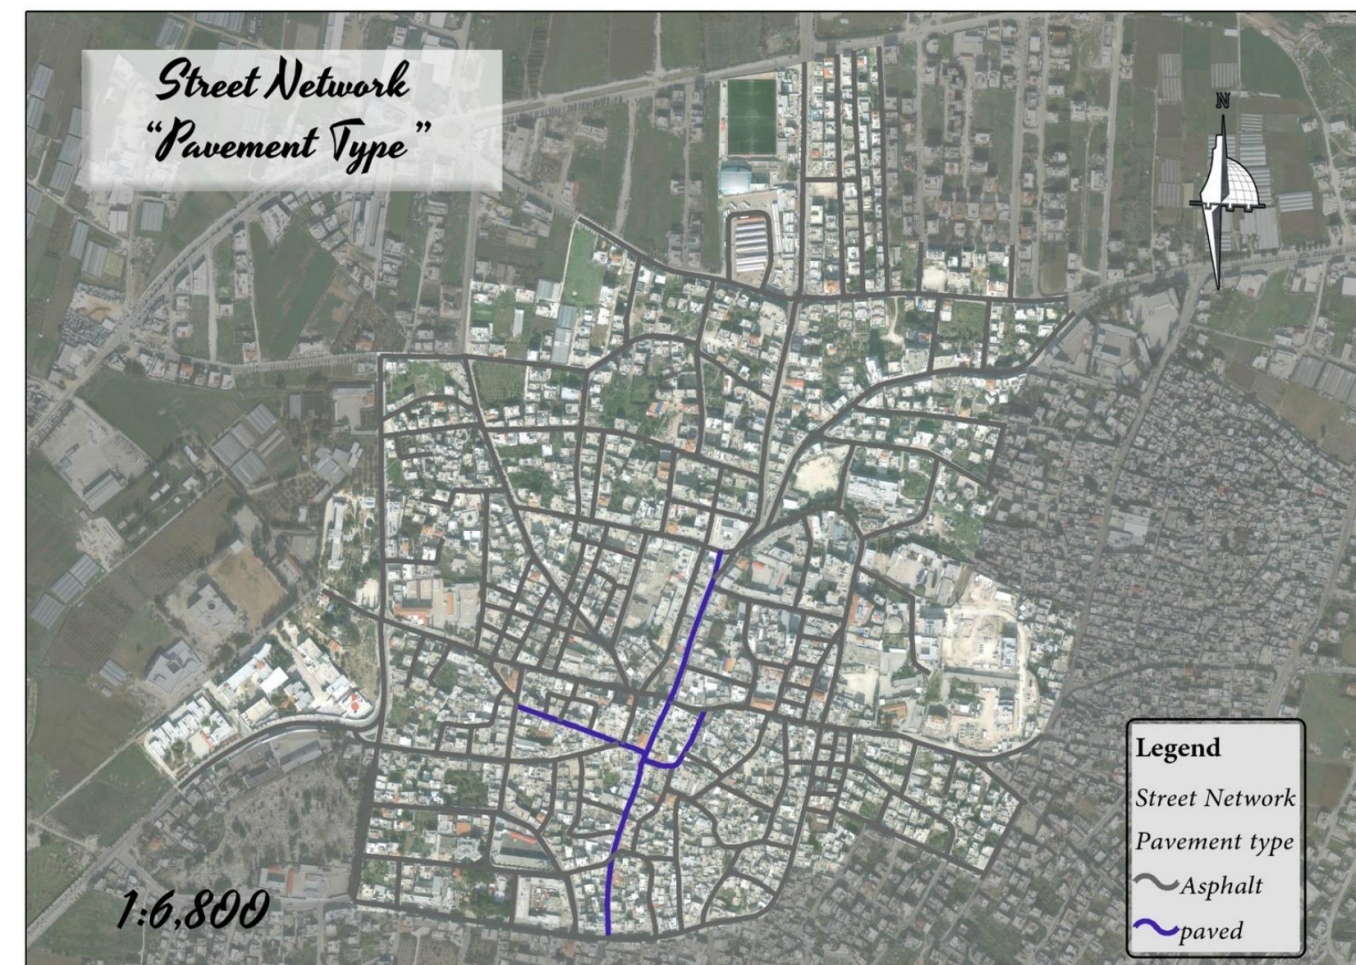 Street Network
“Pavement Type”
N
Legend
Street Network
Pavement type
Asphalt
paved
1:6,800